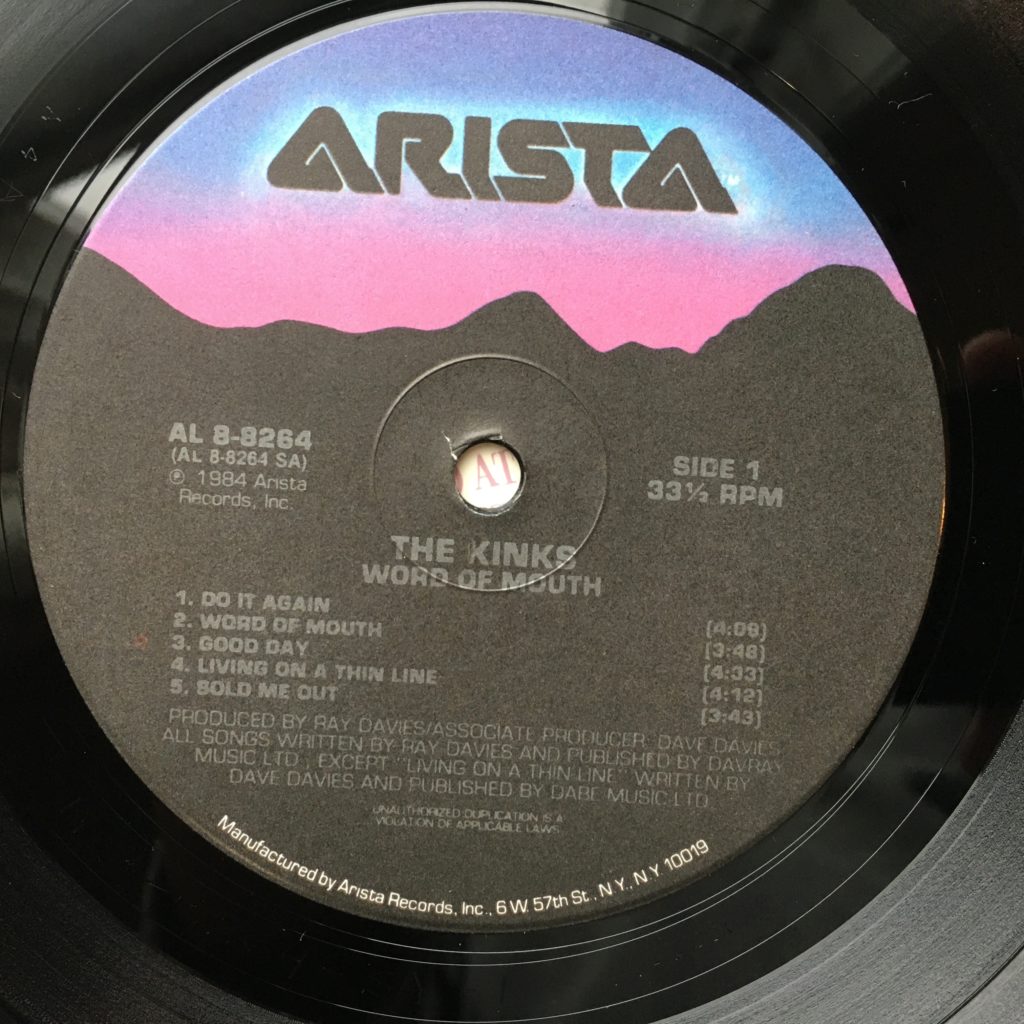 ARISTA
AL 8-8264
(AL 8-8264 SA)
℗ 1984 Arista
Records, Inc.
SIDE 1
33⅓ RPM
AT
THE KINKS
WORD OF MOUTH
1. DO IT AGAIN [4:09]
2. WORD OF MOUTH [3:48]
3. GOOD DAY [4:33]
4. LIVING ON A THIN LINE [4:12]
5. SOLD ME OUT [3:43]
PRODUCED BY RAY DAVIES/ASSOCIATE PRODUCER: DAVE DAVIES
ALL SONGS WRITTEN BY RAY DAVIES AND PUBLISHED BY DAVRAY
MUSIC LTD., EXCEPT "LIVING ON A THIN LINE" WRITTEN BY
DAVE DAVIES AND PUBLISHED BY DABE MUSIC LTD.
UNAUTHORIZED DUPLICATION IS A
VIOLATION OF APPLICABLE LAWS.
Manufactured by Arista Records, Inc., 6 W. 57th St., N.Y., N.Y 10019